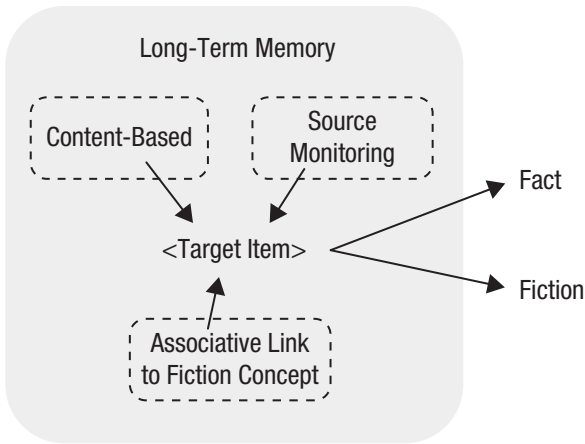 Long-Term Memory
Content-Based
Source
Monitoring
Fact
<Target Item>
Fiction
Associative Link
to Fiction Concept